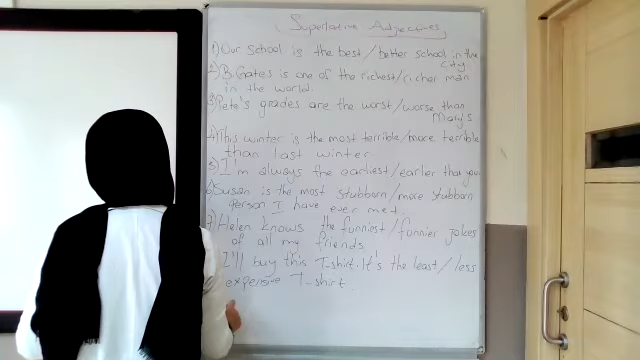 Superlative Adjectives
1) Our school is the best / better school in the
city
2) B. Gates is one of the richest / richer man
in the world.
3) Pete's grades are the worst / worse than
Mary's
4) This winter is the most terrible / more terrible
than last winter
5) I'm always the earliest / earlier than you
6) Susan is the most stubborn / more stubborn
person I have ever met.
7) Helen knows the funniest / funnier jokes
of all my friends
I'll buy this T-shirt. It's the least / less
expensive T-shirt.